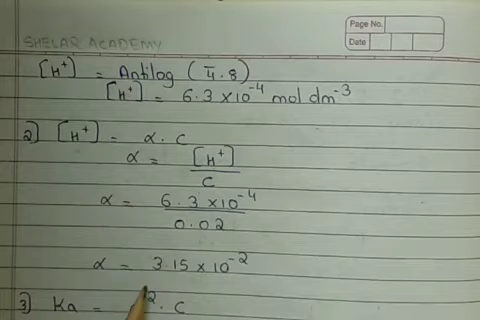 SHELAR ACADEMY
Page No.
Date
[H⁺] = Antilog (4̅.8)
[H⁺] = 6.3 × 10⁻⁴ mol dm⁻³
2) [H⁺] = α . C
α = [H⁺]
C
α = 6.3 × 10⁻⁴
0.02
α = 3.15 × 10⁻²
3) Ka = ² . C